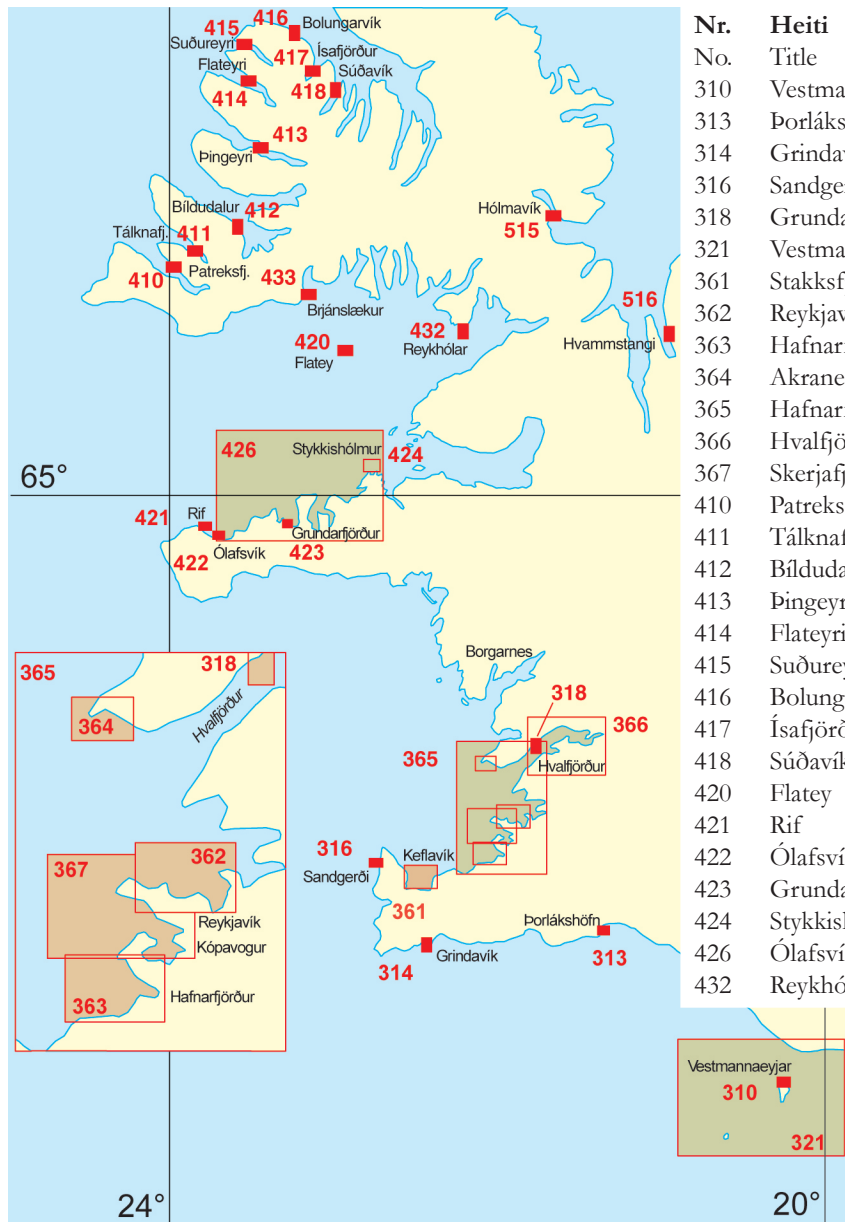 416
Bolungarvík
415
Suðureyri
Ísafjörður
417
Flateyri
Súðavík
414
418
413
Þingeyri
Bíldudalur
412
Tálknafj.
411
410
Patreksfj.
433
Brjánslækur
420
Flatey
432
Reykhólar
Hólmavík
515
516
Hvammstangi
426
Stykkishólmur
424
65°
421
Rif
422
Ólafsvík
Grundarfjörður
423
Borgarnes
318
366
365
Hvalfjörður
316
Sandgerði
Keflavík
361
314
Grindavík
Þorlákshöfn
313
365
318
Hvalfjörður
364
367
362
Reykjavík
Kópavogur
363
Hafnarfjörður
Vestmannaeyjar
310
321
24°
20°
Nr. Heiti
No. Title
310 Vestma
313 Þorláks
314 Grindav
316 Sandger
318 Grunda
321 Vestma
361 Stakksf
362 Reykjav
363 Hafnar
364 Akrane
365 Hafnar
366 Hvalfjö
367 Skerjafj
410 Patreks
411 Tálknaf
412 Bílduda
413 Þingeyr
414 Flateyri
415 Suðurey
416 Bolung
417 Ísafjörð
418 Súðavík
420 Flatey
421 Rif
422 Ólafsví
423 Grunda
424 Stykkish
426 Ólafsví
432 Reykhó